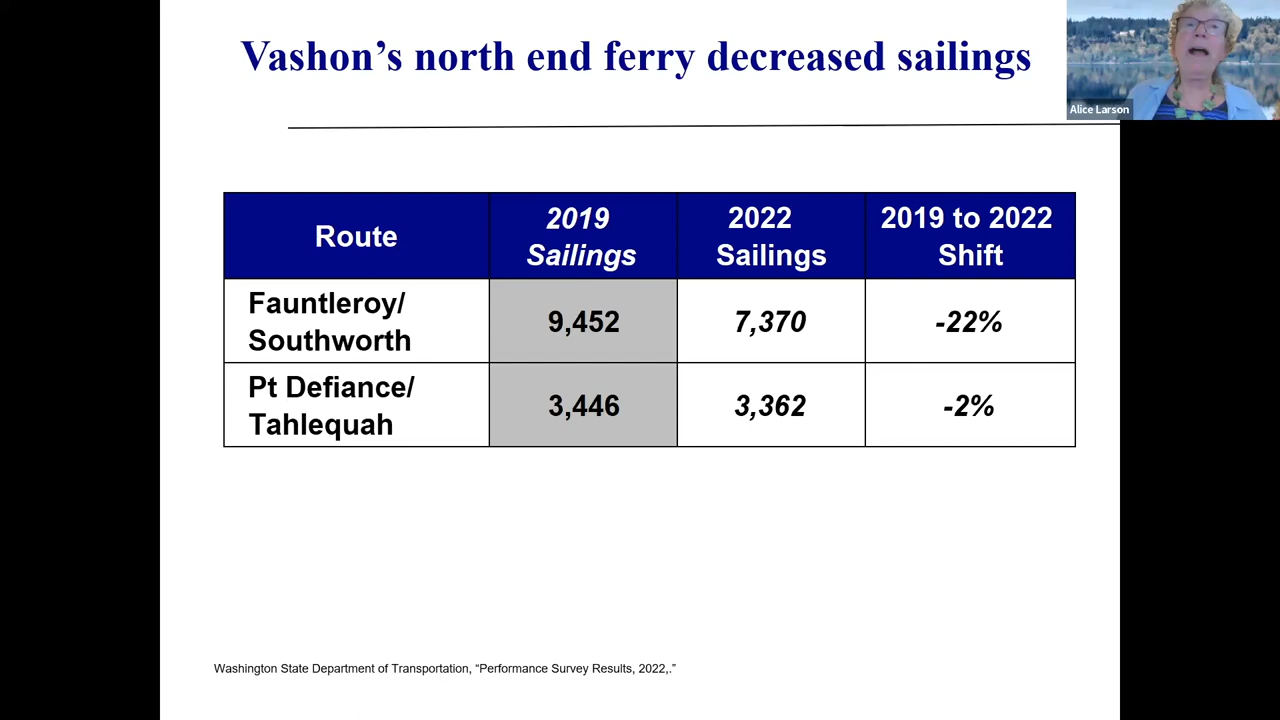 Vashon’s north end ferry decreased sailings
Alice Larson
Route
2019
Sailings
2022
Sailings
2019 to 2022
Shift
Fauntleroy/
Southworth
9,452
7,370
-22%
Pt Defiance/
Tahlequah
3,446
3,362
-2%
Washington State Department of Transportation, “Performance Survey Results, 2022,.”